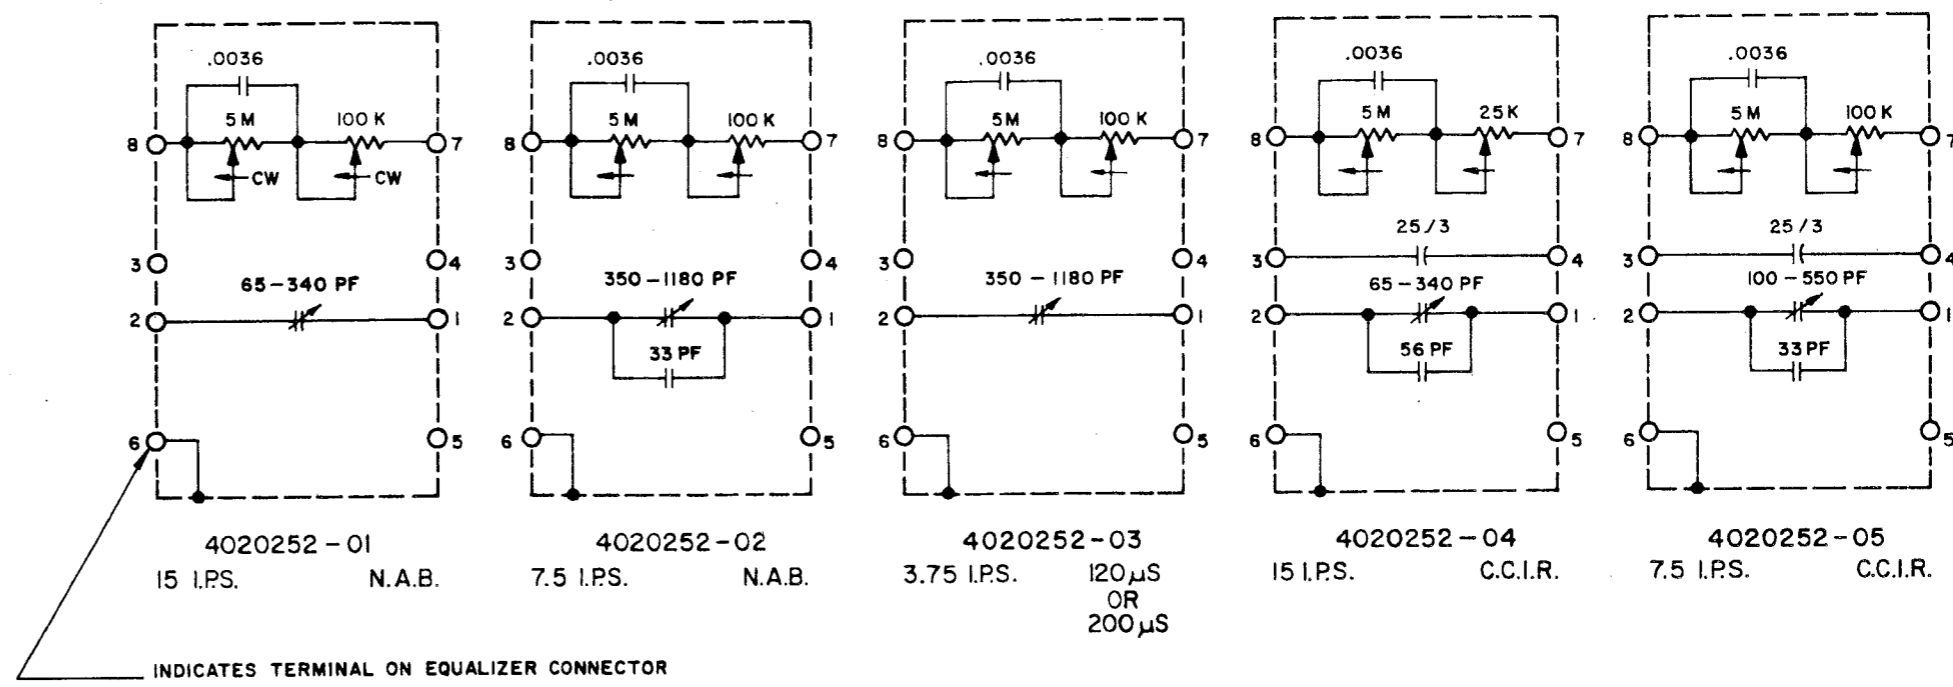 .0036
5M
100 K
8
7
CW
CW
3
4
65-340 PF
2
1
6
5
4020252-01
15 I.P.S. N.A.B.
.0036
5M
100 K
8
7
3
4
350-1180 PF
2
1
33 PF
6
5
4020252-02
7.5 I.P.S. N.A.B.
.0036
5M
100 K
8
7
3
4
350-1180 PF
2
1
6
5
4020252-03
3.75 I.P.S. 120µS
OR
200µS
.0036
5M
25K
8
7
25/3
3
4
65-340 PF
2
1
56 PF
6
5
4020252-04
15 I.P.S. C.C.I.R.
.0036
5M
100K
8
7
25/3
3
4
100-550 PF
2
1
33 PF
6
5
4020252-05
7.5 I.P.S. C.C.I.R.
INDICATES TERMINAL ON EQUALIZER CONNECTOR